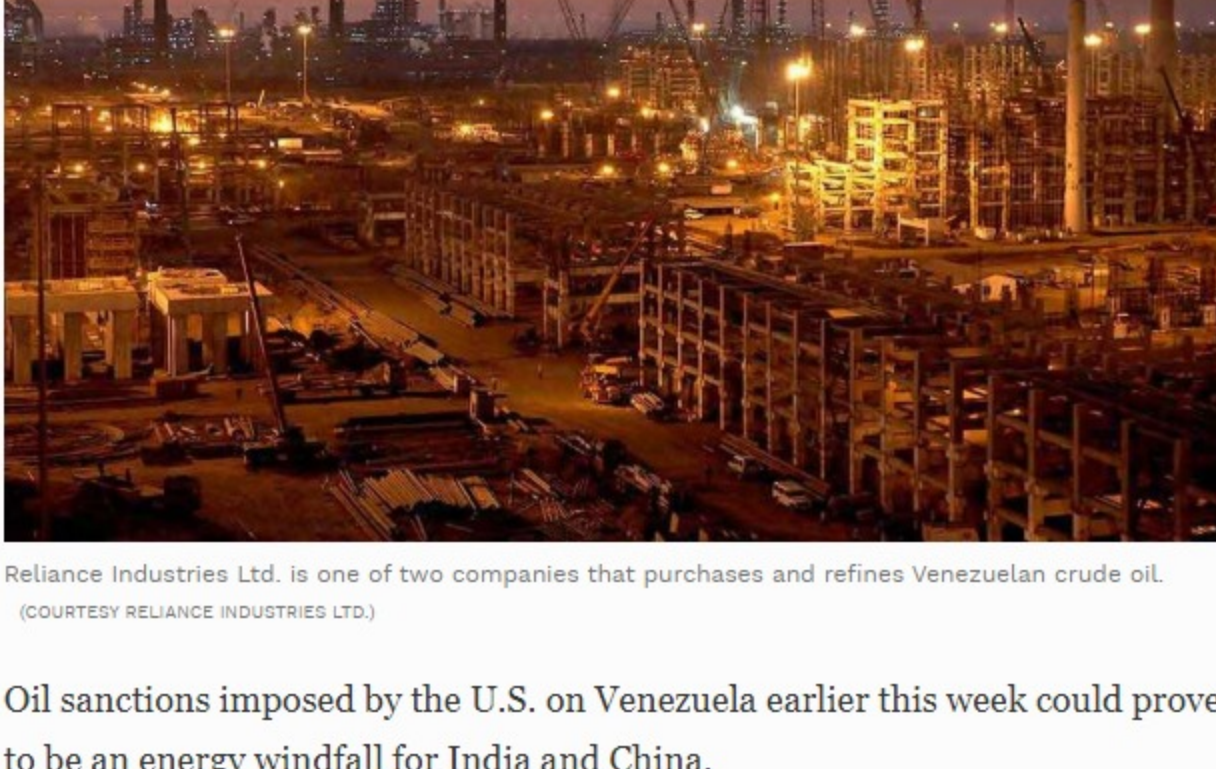 Reliance Industries Ltd. is one of two companies that purchases and refines Venezuelan crude oil.
(COURTESY RELIANCE INDUSTRIES LTD.)
Oil sanctions imposed by the U.S. on Venezuela earlier this week could prove
to be an energy windfall for India and China.